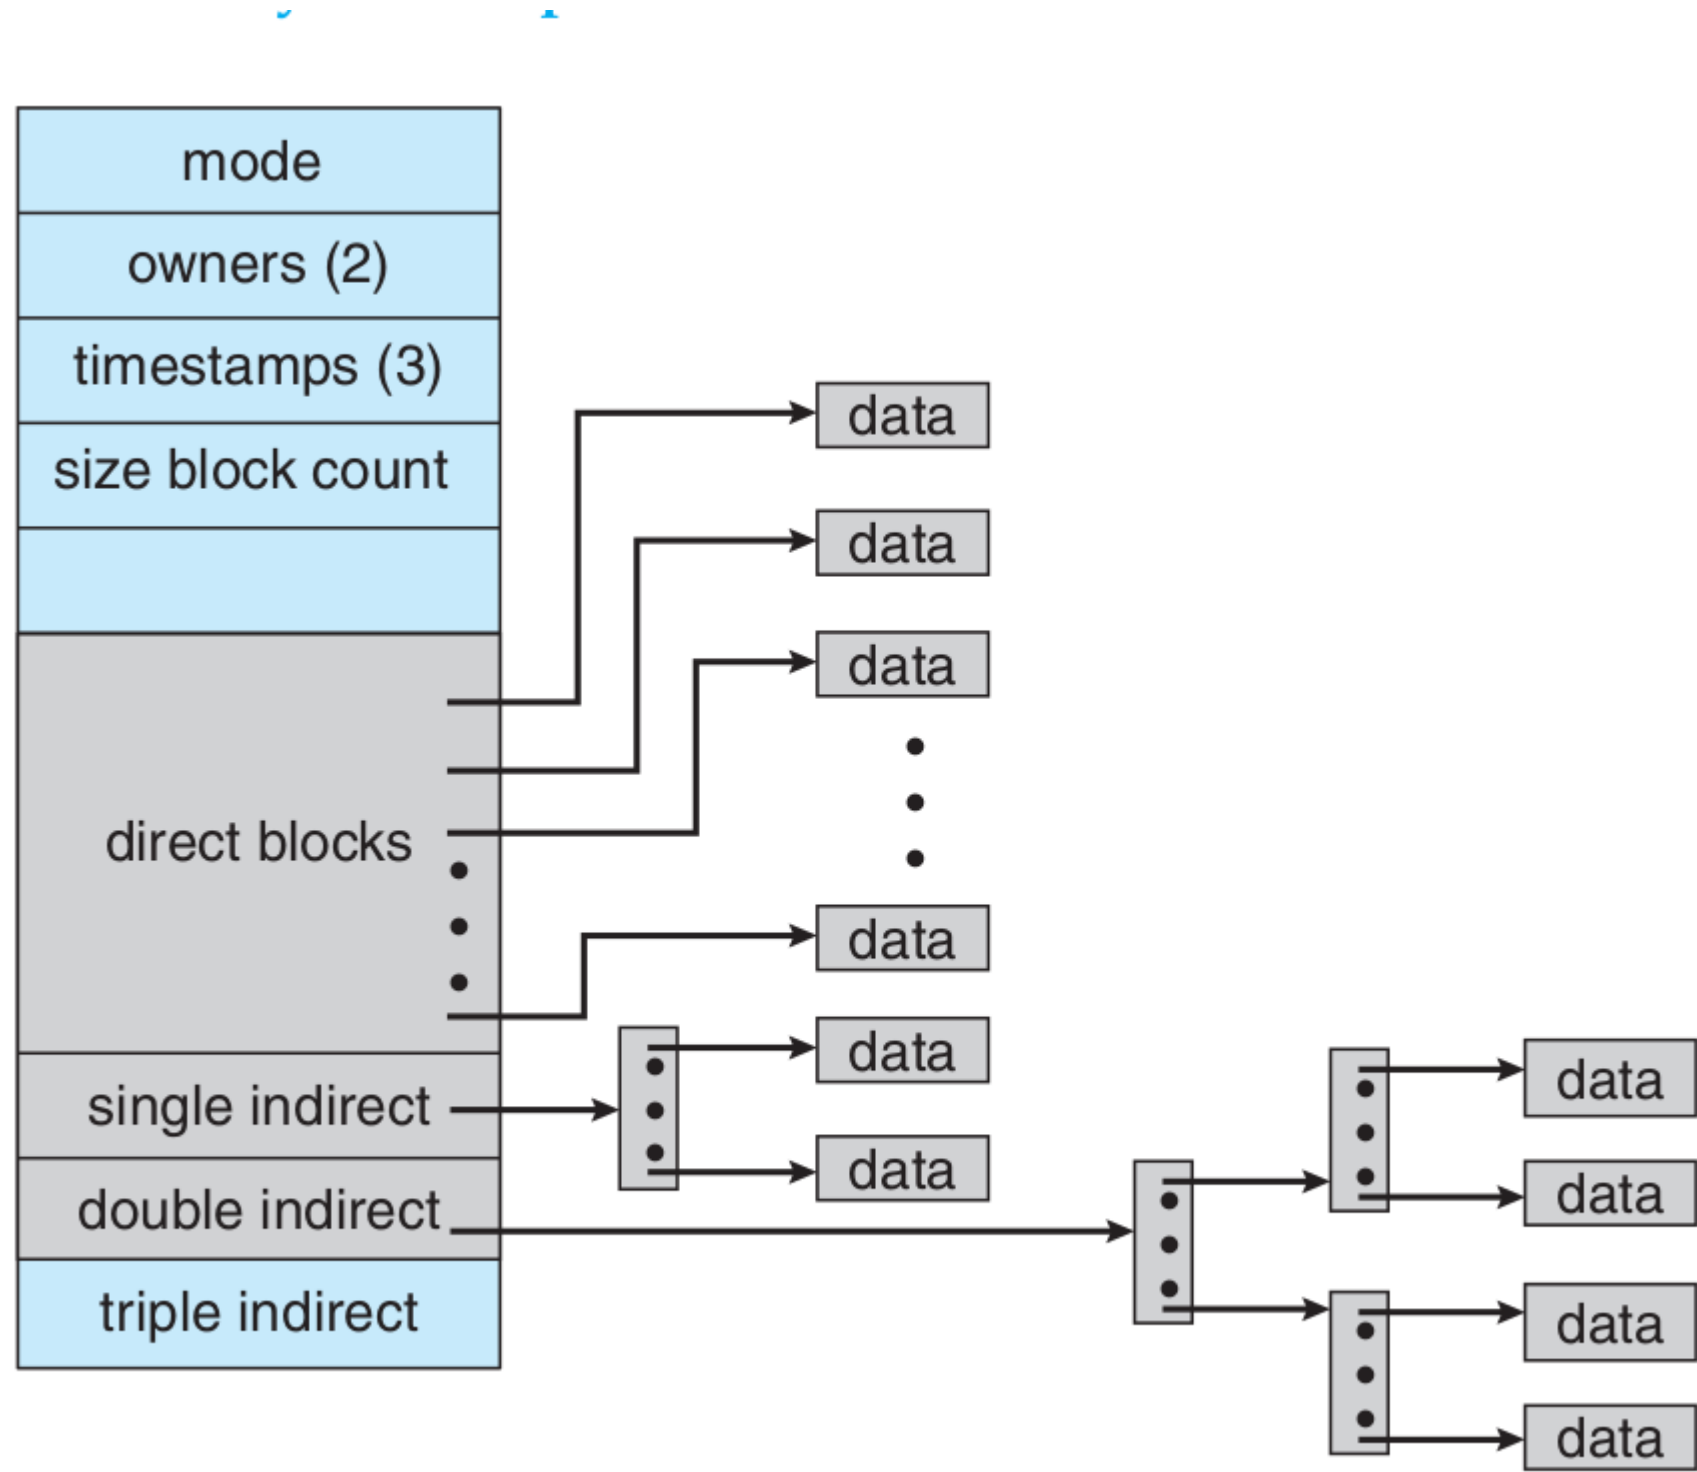 mode
owners (2)
timestamps (3)
size block count
direct blocks
single indirect
double indirect
triple indirect
data
data
data
data
data
data
data
data
data
data